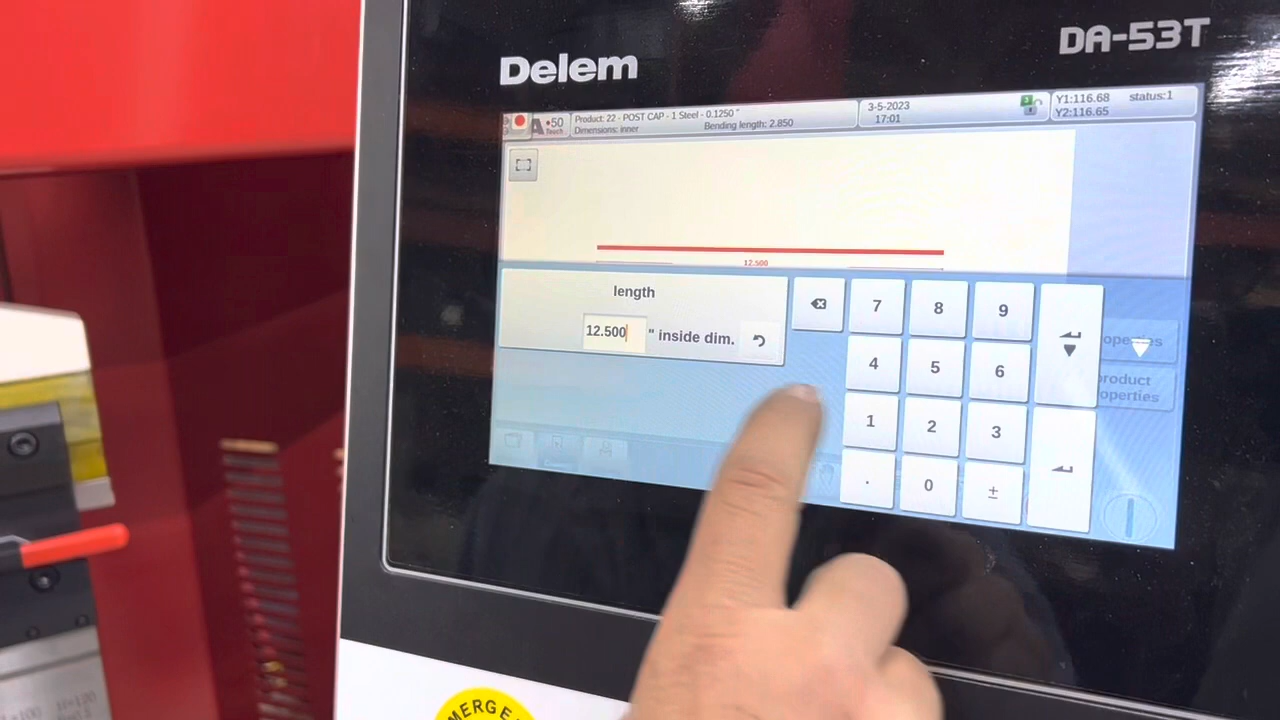 Delem
DA-53T
50
Touch
Product: 22 - POST CAP - 1 Steel - 0.1250 "
Dimensions: inner Bending length: 2.850
3-5-2023
17:01
Y1:116.68 status:1
Y2:116.65
12.500
length
12.500 " inside dim.
7 8 9
4 5 6
1 2 3
. 0 ±
product